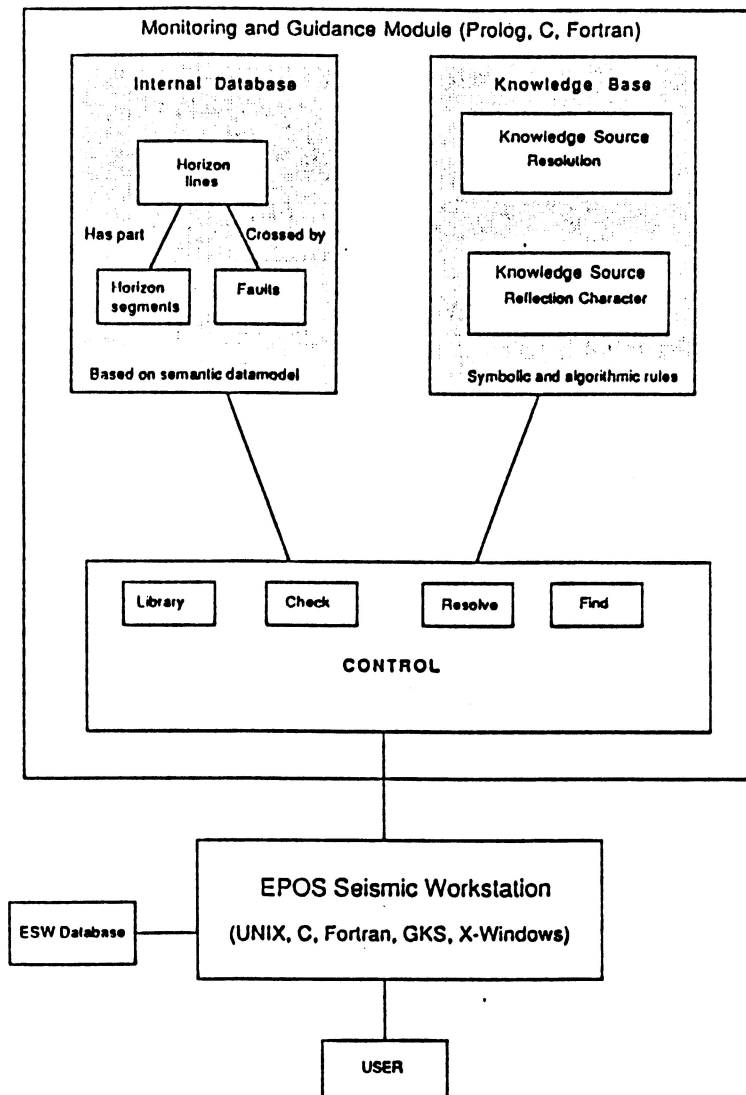 Monitoring and Guidance Module (Prolog, C, Fortran)
Internal Database
Horizon
lines
Has part
Crossed by
Horizon
segments
Faults
Based on semantic datamodel
Knowledge Base
Knowledge Source
Resolution
Knowledge Source
Reflection Character
Symbolic and algorithmic rules
Library
Check
Resolve
Find
CONTROL
EPOS Seismic Workstation
(UNIX, C, Fortran, GKS, X-Windows)
ESW Database
USER